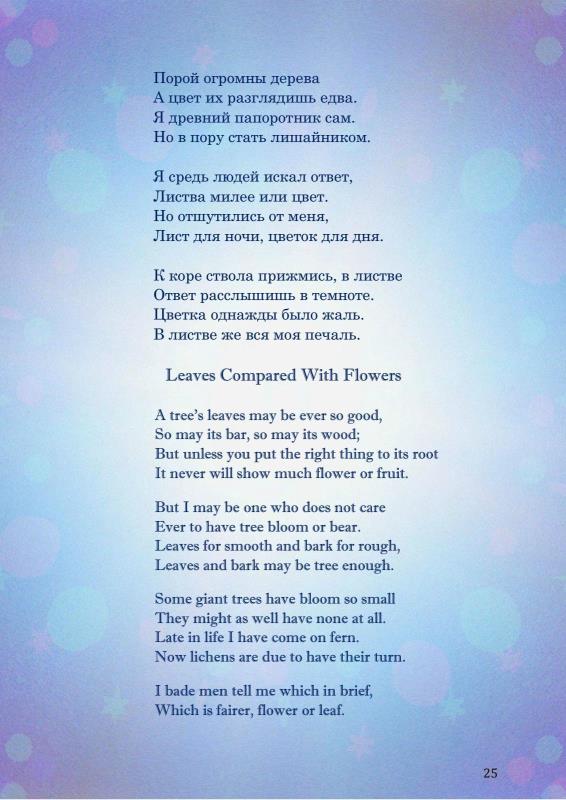 Порой огромны дерева
А цвет их разглядишь едва.
Я древний папоротник сам.
Но в пору стать лишайником.
Я средь людей искал ответ,
Листва милее или цвет.
Но отшутились от меня,
Лист для ночи, цветок для дня.
К коре ствола прижмись, в листве
Ответ расслышишь в темноте.
Цветка однажды было жаль.
В листве же вся моя печаль.
Leaves Compared With Flowers
A tree’s leaves may be ever so good,
So may its bar, so may its wood;
But unless you put the right thing to its root
It never will show much flower or fruit.
But I may be one who does not care
Ever to have tree bloom or bear.
Leaves for smooth and bark for rough,
Leaves and bark may be tree enough.
Some giant trees have bloom so small
They might as well have none at all.
Late in life I have come on fern.
Now lichens are due to have their turn.
I bade men tell me which in brief,
Which is fairer, flower or leaf.
25